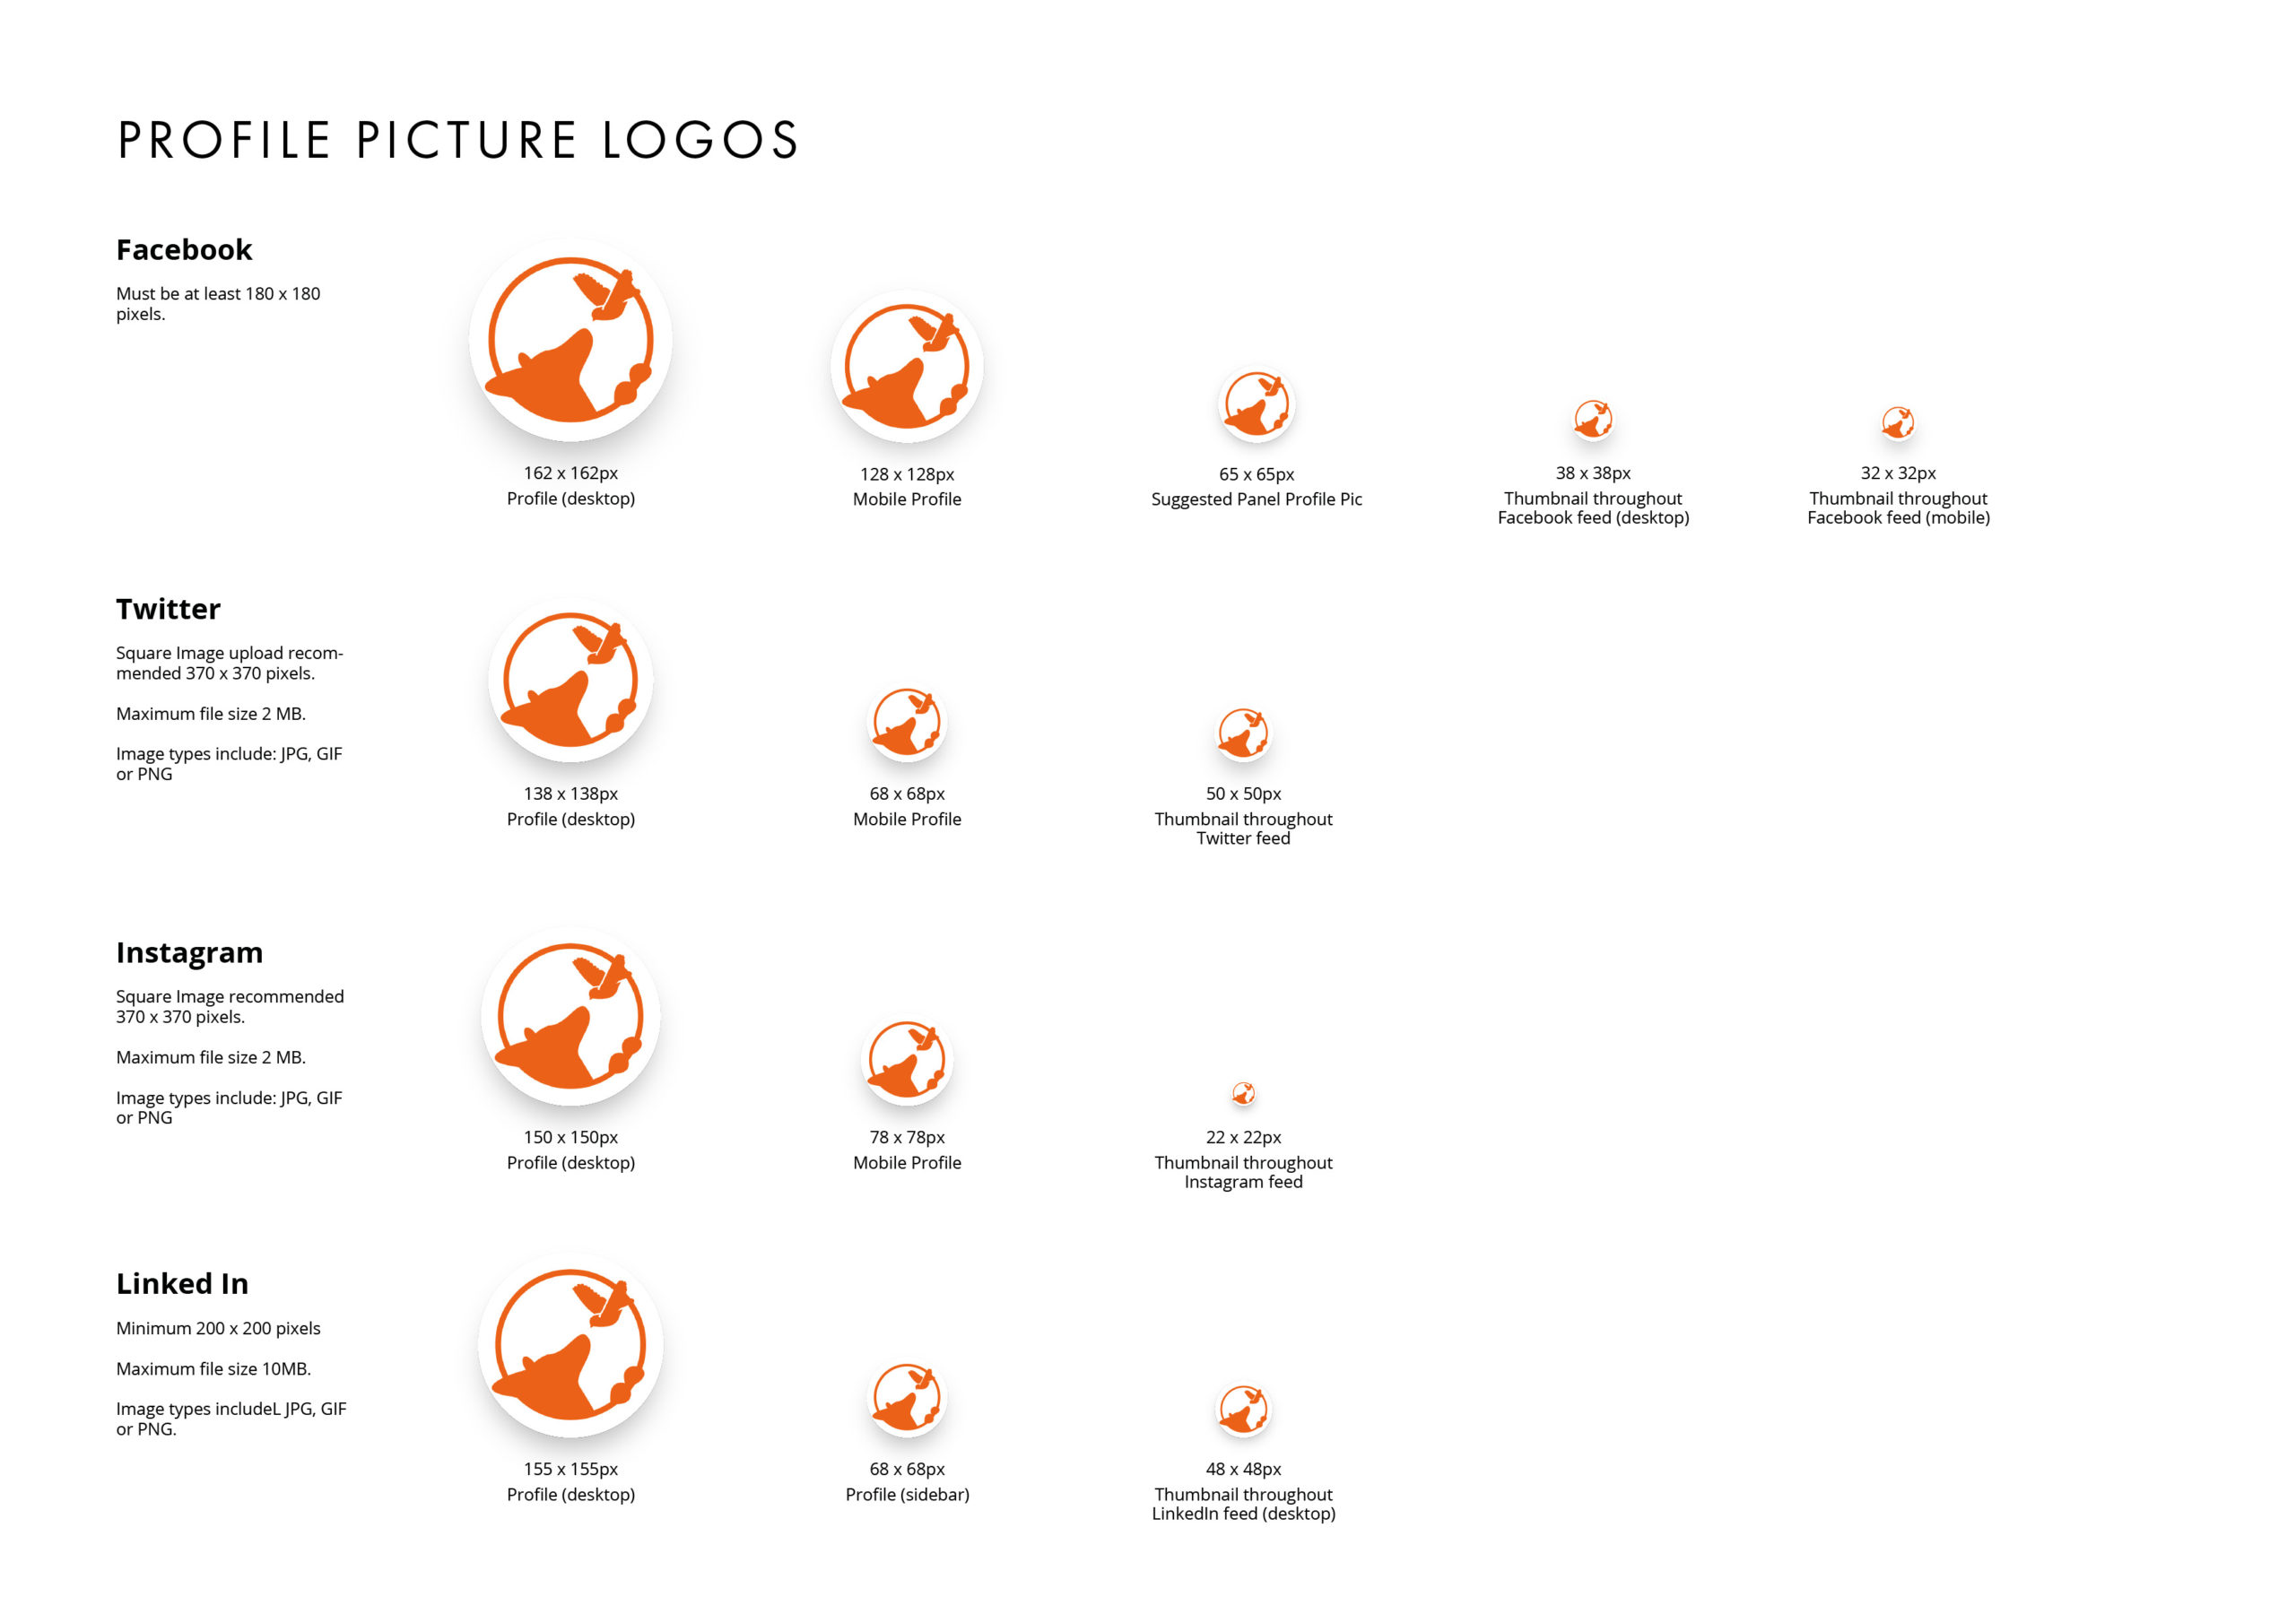 PROFILE PICTURE LOGOS
Facebook
Must be at least 180 x 180
pixels.
162 x 162px
Profile (desktop)
128 x 128px
Mobile Profile
65 x 65px
Suggested Panel Profile Pic
38 x 38px
Thumbnail throughout
Facebook feed (desktop)
32 x 32px
Thumbnail throughout
Facebook feed (mobile)
Twitter
Square Image upload recom-
mended 370 x 370 pixels.
Maximum file size 2 MB.
Image types include: JPG, GIF
or PNG
138 x 138px
Profile (desktop)
68 x 68px
Mobile Profile
50 x 50px
Thumbnail throughout
Twitter feed
Instagram
Square Image recommended
370 x 370 pixels.
Maximum file size 2 MB.
Image types include: JPG, GIF
or PNG
150 x 150px
Profile (desktop)
78 x 78px
Mobile Profile
22 x 22px
Thumbnail throughout
Instagram feed
Linked In
Minimum 200 x 200 pixels
Maximum file size 10MB.
Image types includeL JPG, GIF
or PNG.
155 x 155px
Profile (desktop)
68 x 68px
Profile (sidebar)
48 x 48px
Thumbnail throughout
LinkedIn feed (desktop)